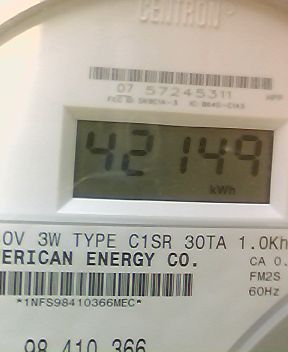 CENTRON®
07 57245311
42149
kWh
0V 3W TYPE C1SR 30TA 1.0Kh
ERICAN ENERGY CO.
CA 0.
FM2S
60Hz
*1NFS98410366MEC*
98 410 366